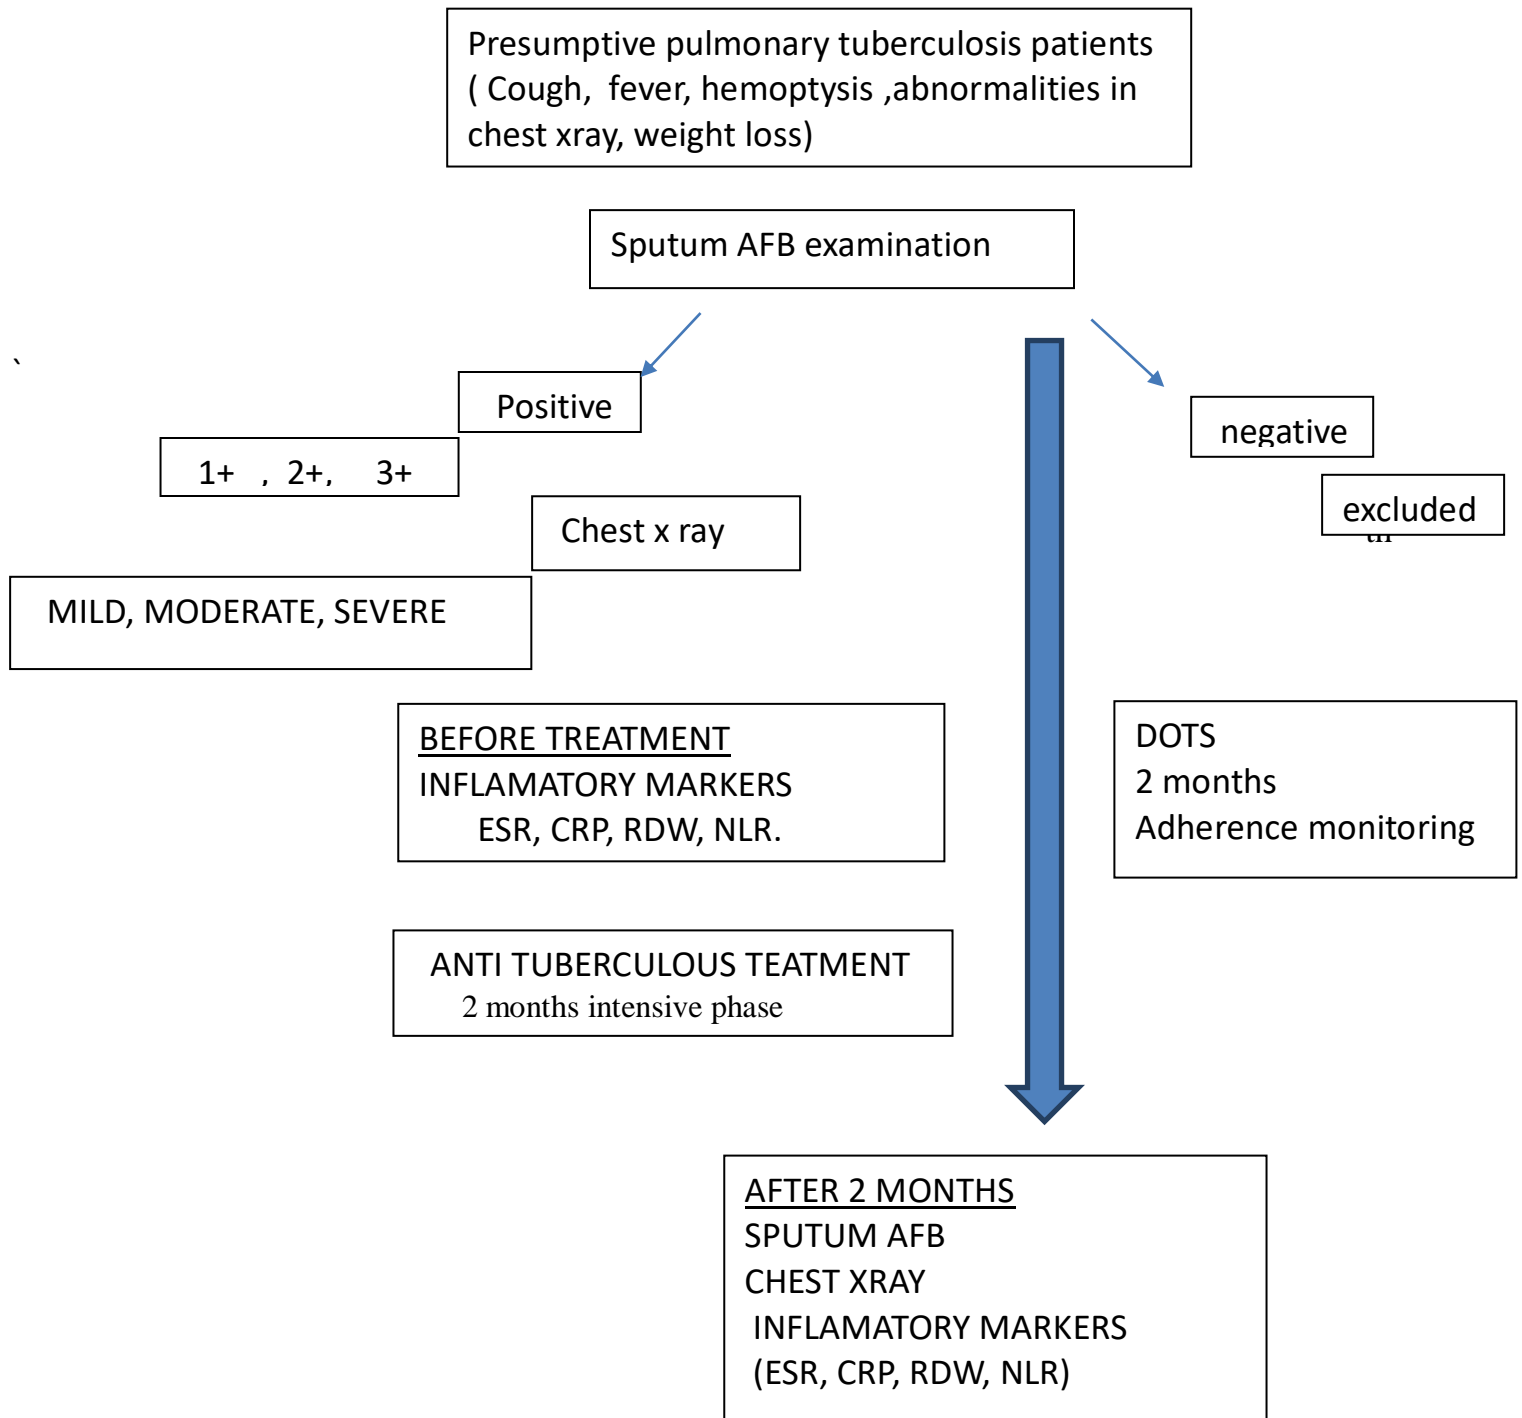 Presumptive pulmonary tuberculosis patients
( Cough, fever, hemoptysis ,abnormalities in
chest xray, weight loss)
Sputum AFB examination
`
Positive
negative
1+ , 2+, 3+
excluded
Chest x ray
MILD, MODERATE, SEVERE
BEFORE TREATMENT
INFLAMATORY MARKERS
ESR, CRP, RDW, NLR.
DOTS
2 months
Adherence monitoring
ANTI TUBERCULOUS TEATMENT
2 months intensive phase
AFTER 2 MONTHS
SPUTUM AFB
CHEST XRAY
INFLAMATORY MARKERS
(ESR, CRP, RDW, NLR)